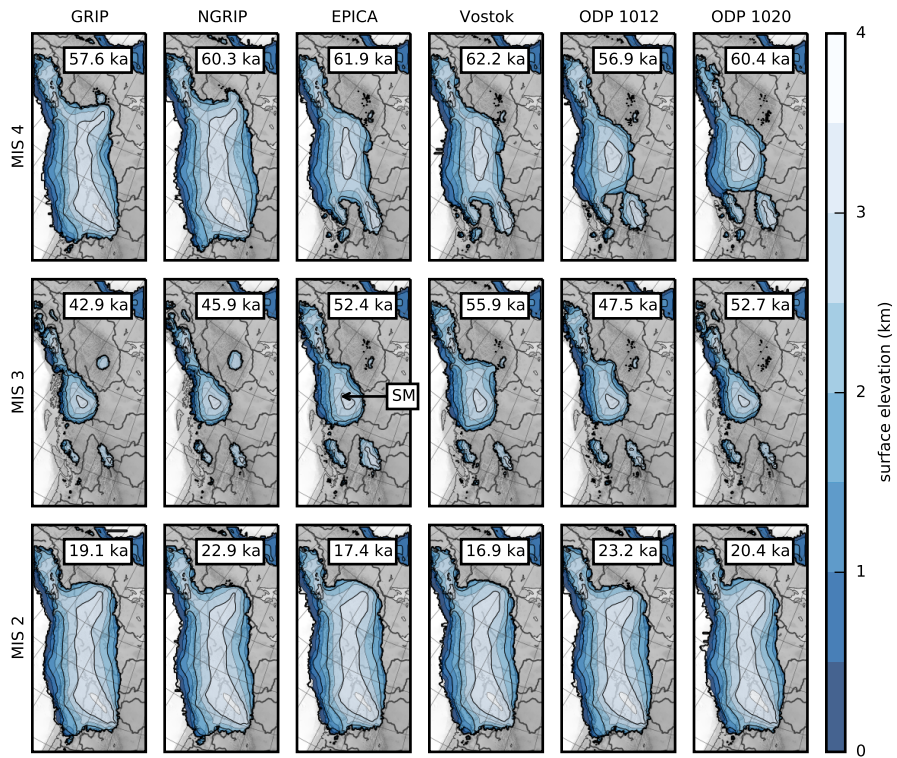 GRIP NGRIP EPICA Vostok ODP 1012 ODP 1020
MIS 4
57.6 ka 60.3 ka 61.9 ka 62.2 ka 56.9 ka 60.4 ka
MIS 3
42.9 ka 45.9 ka 52.4 ka 55.9 ka 47.5 ka 52.7 ka
SM
MIS 2
19.1 ka 22.9 ka 17.4 ka 16.9 ka 23.2 ka 20.4 ka
4
3
2
1
0
surface elevation (km)